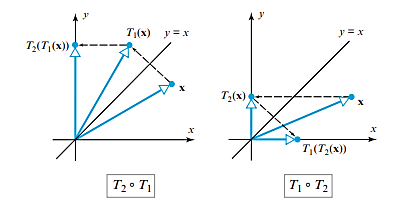 y
y = x
T₂(T₁(x))
T₁(x)
x
x
T₂ ∘ T₁
y
y = x
T₂(x)
x
x
T₁(T₂(x))
T₁ ∘ T₂